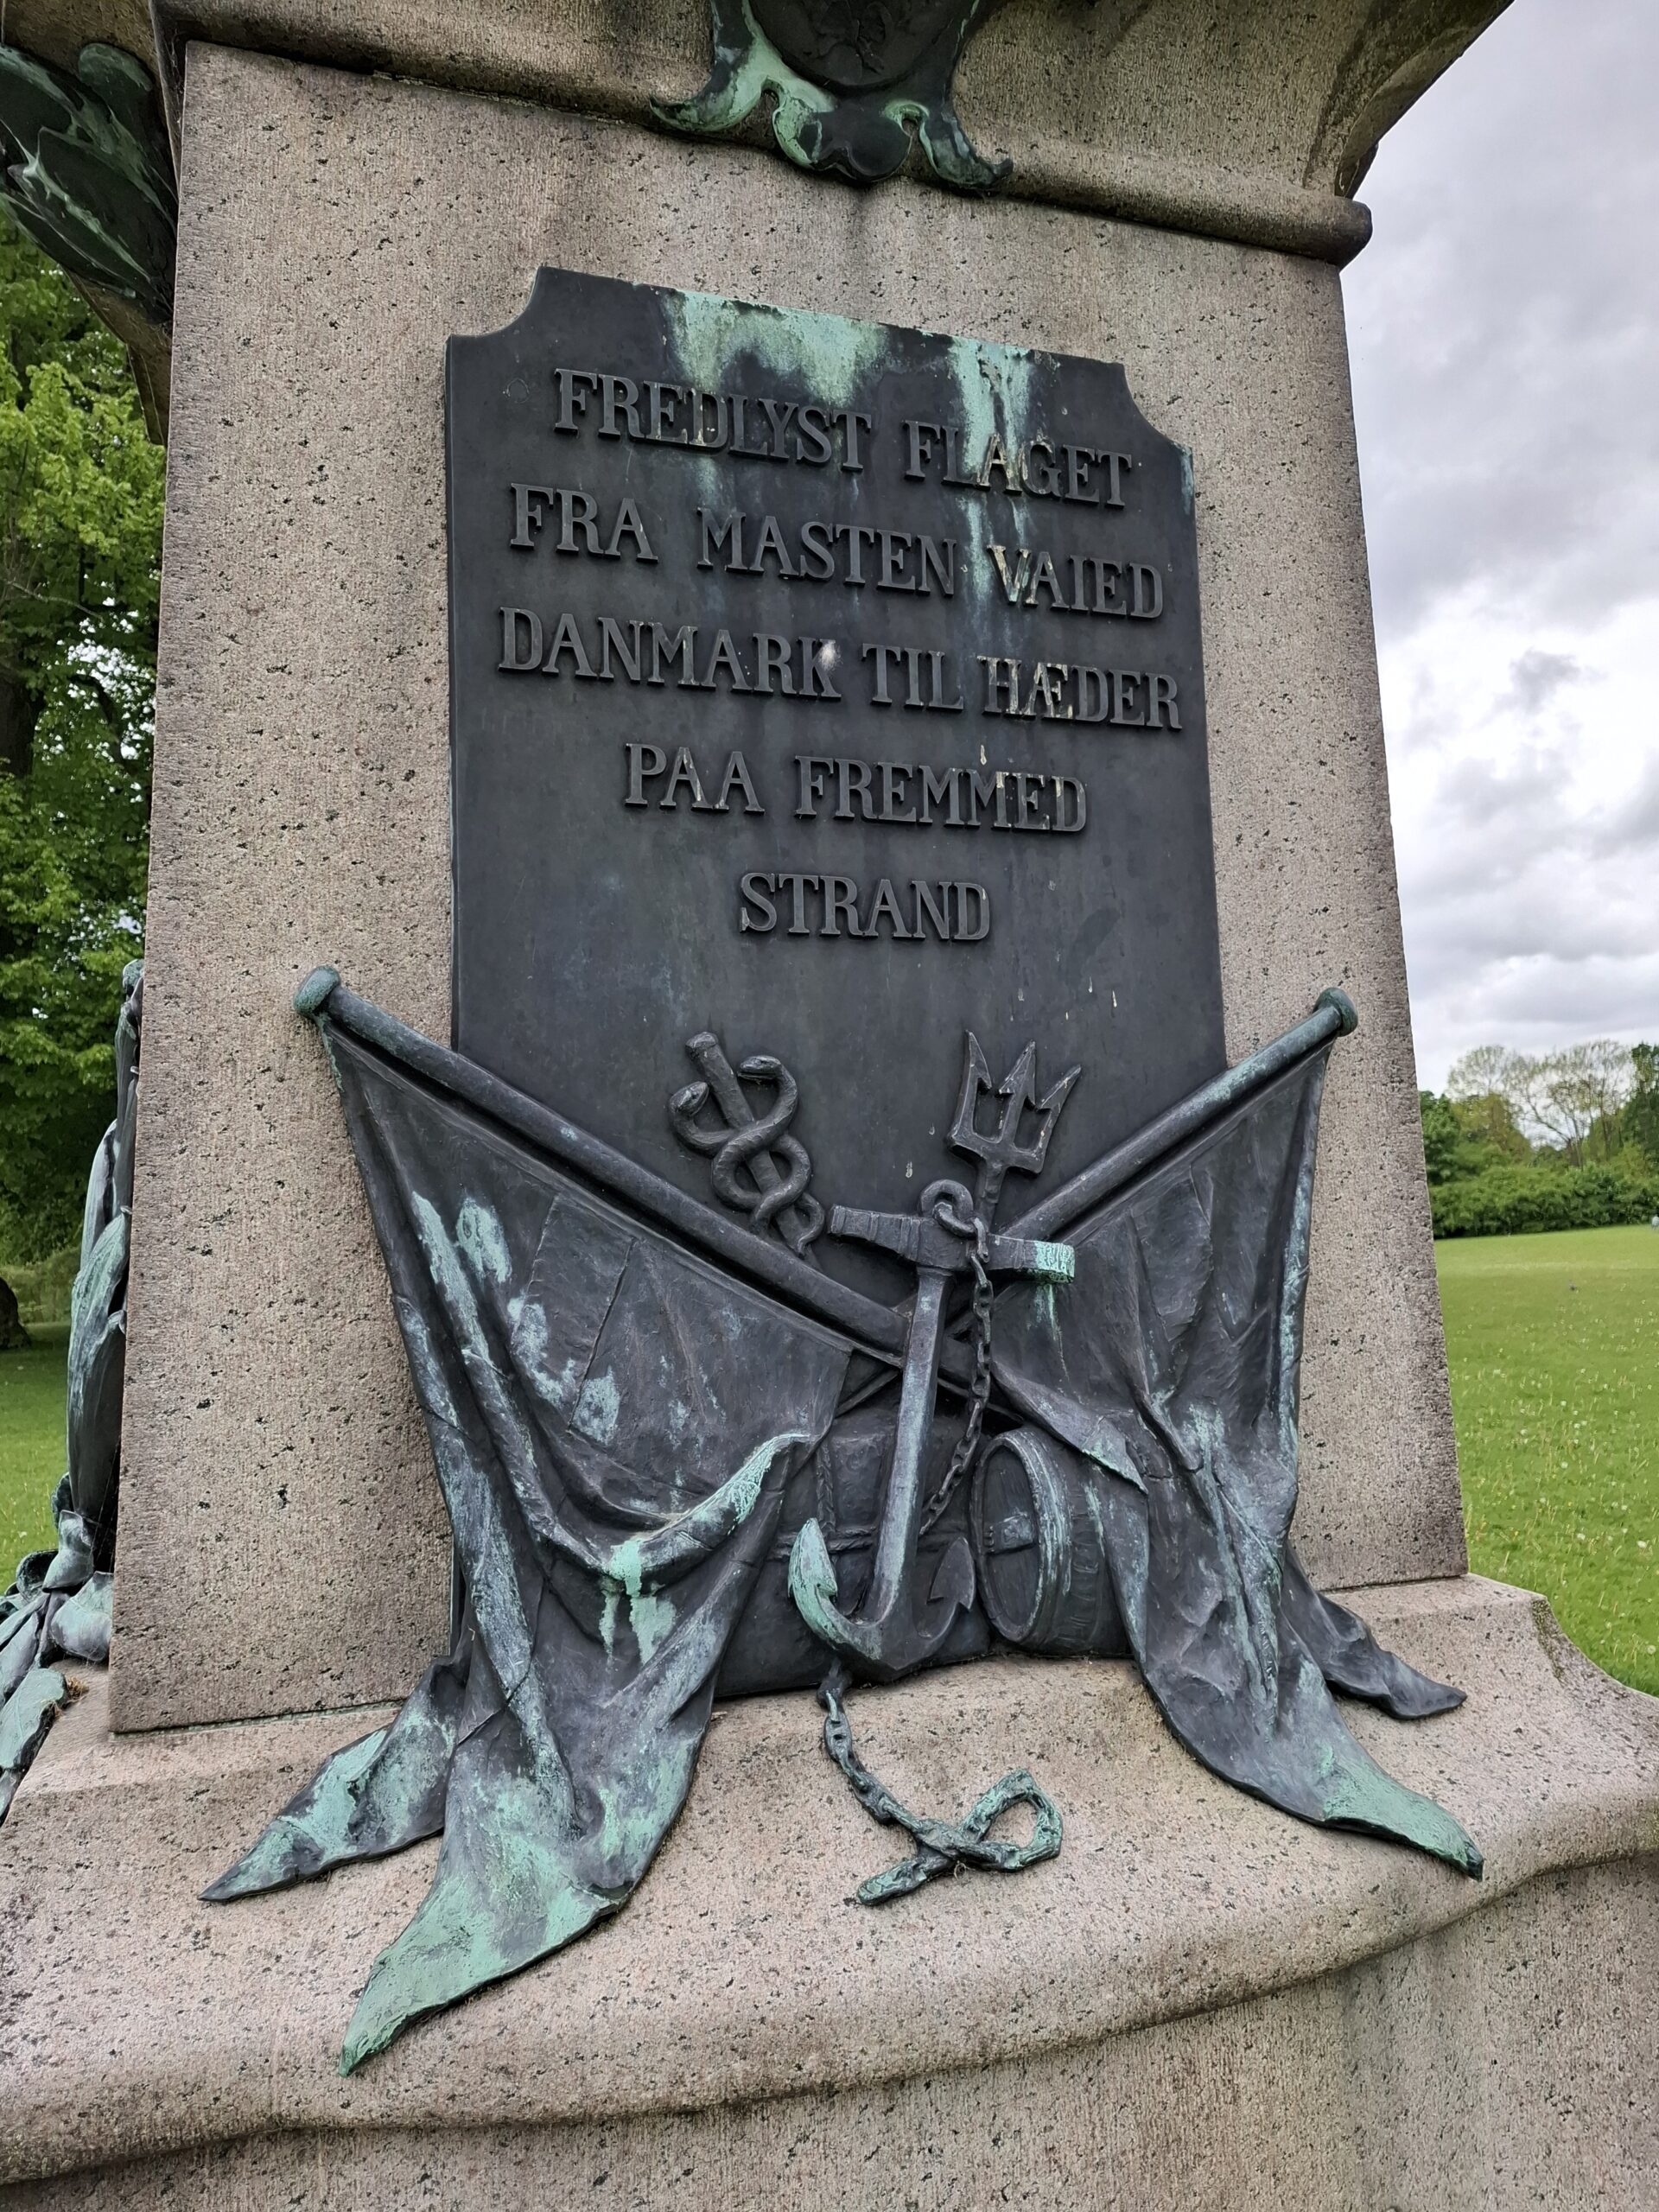 FREDLYST FLAGET
FRA MASTEN VAIED
DANMARK TIL HÆDER
PAA FREMMED
STRAND